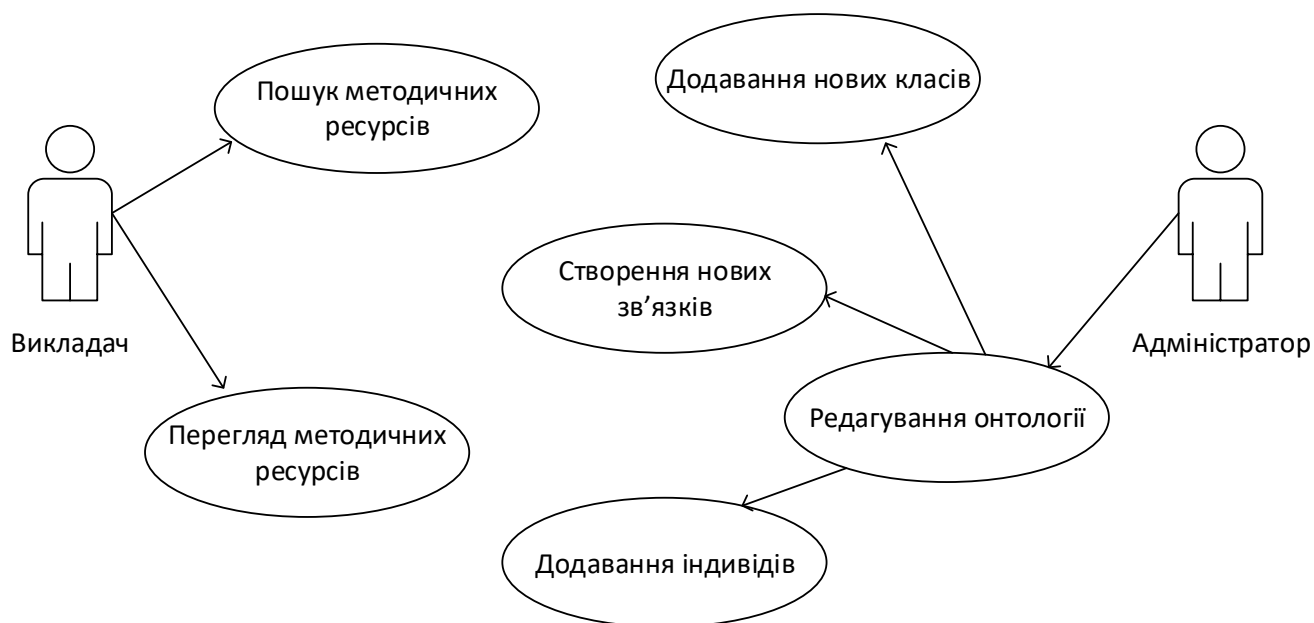 Пошук методичних
ресурсів
Додавання нових класів
Створення нових
зв’язків
Викладач
Адміністратор
Перегляд методичних
ресурсів
Редагування онтології
Додавання індивідів